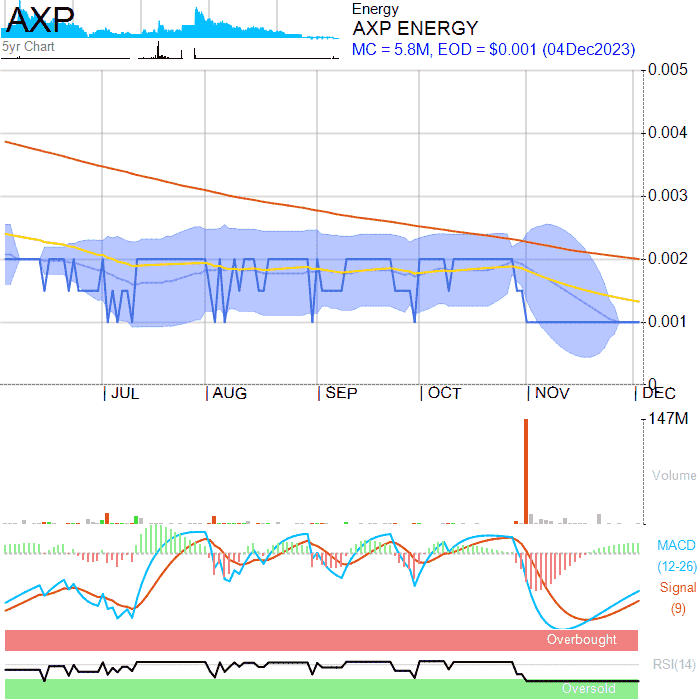 AXP
5yr Chart
Energy
AXP ENERGY
MC = 5.8M, EOD = $0.001 (04Dec2023)
0.005
0.004
0.003
0.002
0.001
0
JUL AUG SEP OCT NOV DEC
147M
Volume
MACD
(12-26)
Signal
(9)
Overbought
RSI(14)
Oversold